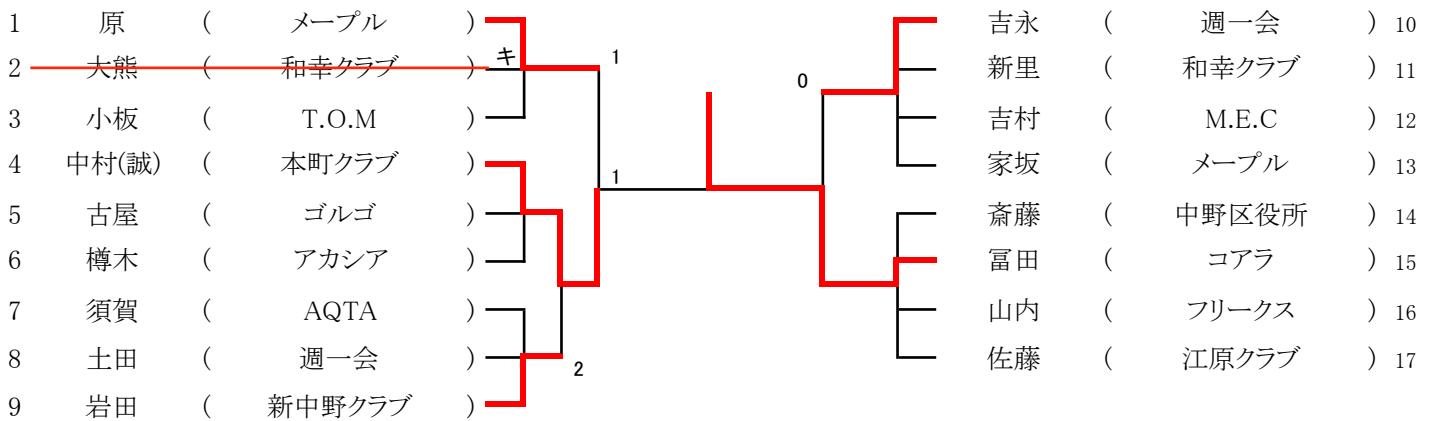 1 原 ( メープル )
2 大熊 ( 和幸クラブ ) キ
3 小板 ( T.O.M )
4 中村(誠) ( 本町クラブ )
5 古屋 ( ゴルゴ )
6 樽木 ( アカシア )
7 須賀 ( AQTA )
8 土田 ( 週一会 )
9 岩田 ( 新中野クラブ )
1
1
2
0
吉永 ( 週一会 ) 10
新里 ( 和幸クラブ ) 11
吉村 ( M.E.C ) 12
家坂 ( メープル ) 13
斎藤 ( 中野区役所 ) 14
冨田 ( コアラ ) 15
山内 ( フリークス ) 16
佐藤 ( 江原クラブ ) 17